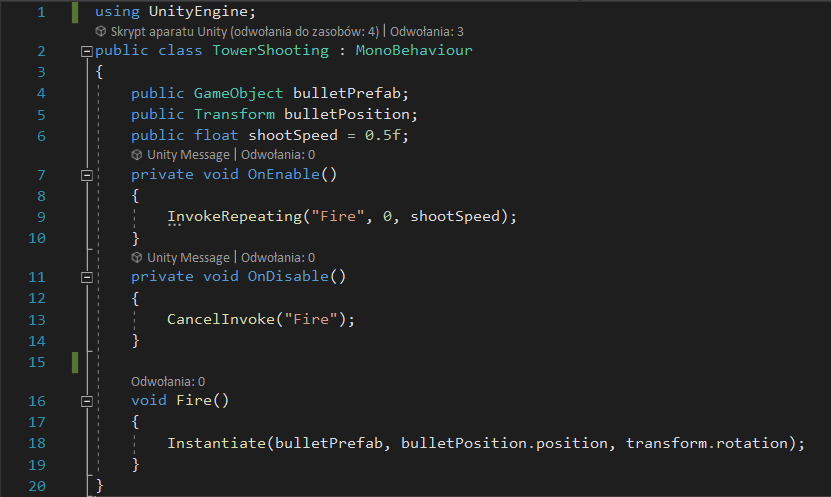 1 using UnityEngine;
Skrypt aparatu Unity (odwołania do zasobów: 4) | Odwołania: 3
2 public class TowerShooting : MonoBehaviour
3 {
4 public GameObject bulletPrefab;
5 public Transform bulletPosition;
6 public float shootSpeed = 0.5f;
Unity Message | Odwołania: 0
7 private void OnEnable()
8 {
9 InvokeRepeating("Fire", 0, shootSpeed);
10 }
Unity Message | Odwołania: 0
11 private void OnDisable()
12 {
13 CancelInvoke("Fire");
14 }
15
Odwołania: 0
16 void Fire()
17 {
18 Instantiate(bulletPrefab, bulletPosition.position, transform.rotation);
19 }
20 }